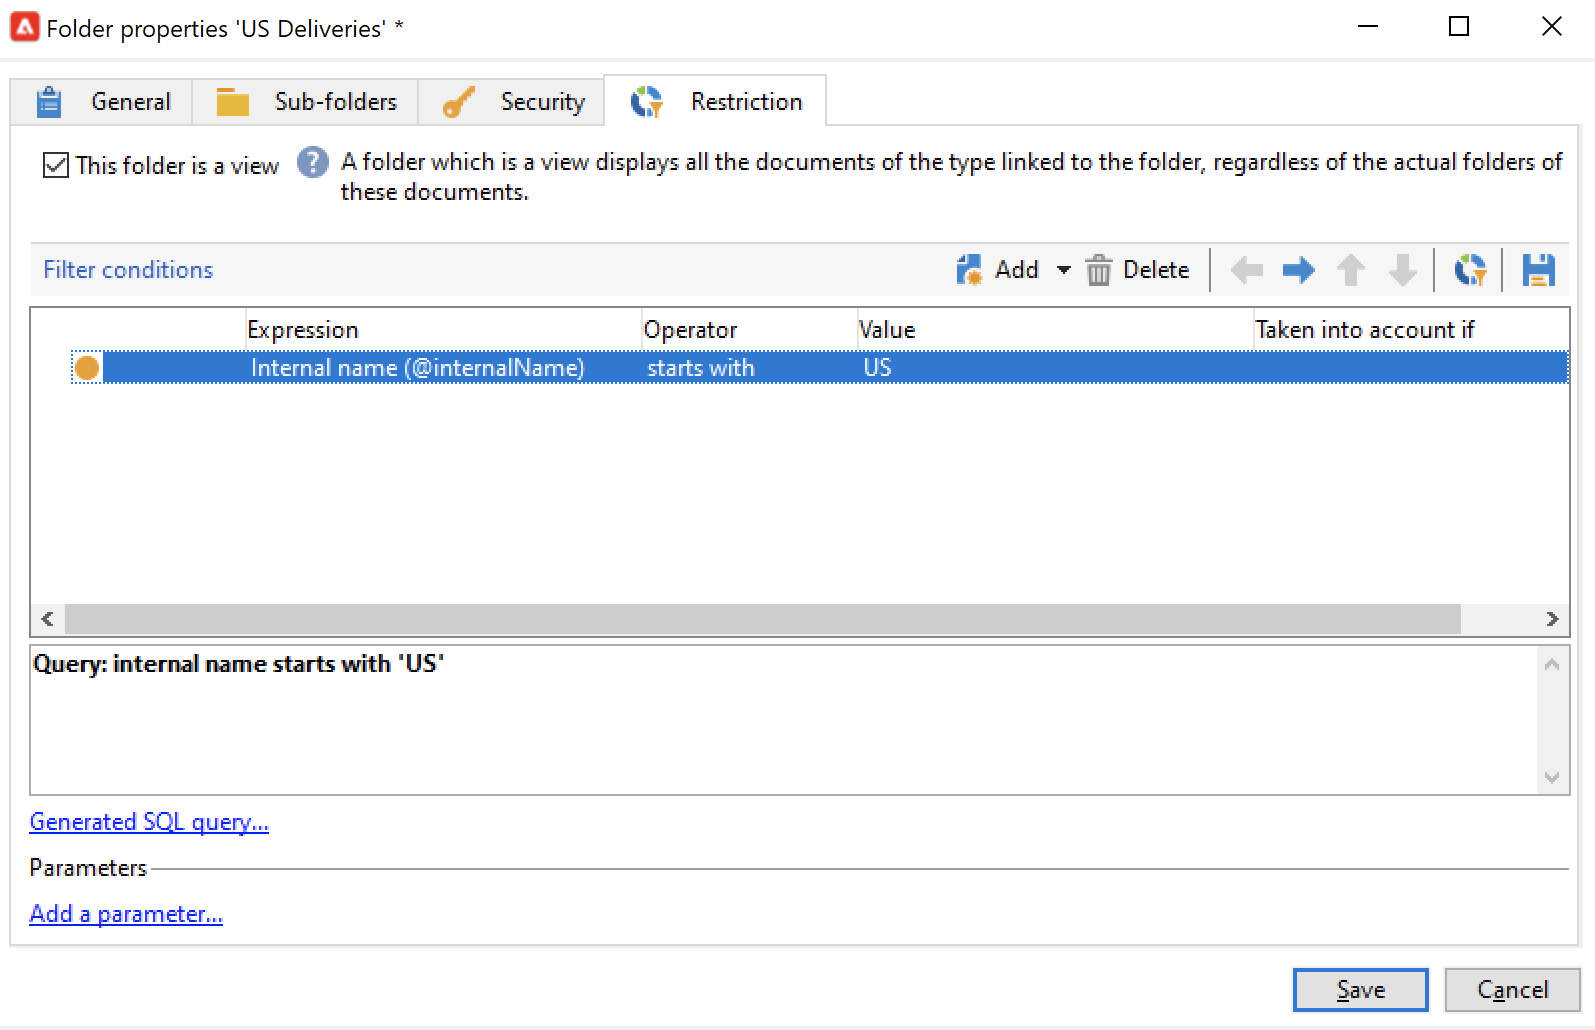 Folder properties 'US Deliveries' *
General Sub-folders Security Restriction
This folder is a view ? A folder which is a view displays all the documents of the type linked to the folder, regardless of the actual folders of
these documents.
Filter conditions Add Delete
Expression Operator Value Taken into account if
Internal name (@internalName) starts with US
Query: internal name starts with 'US'
Generated SQL query...
Parameters
Add a parameter...
Save Cancel